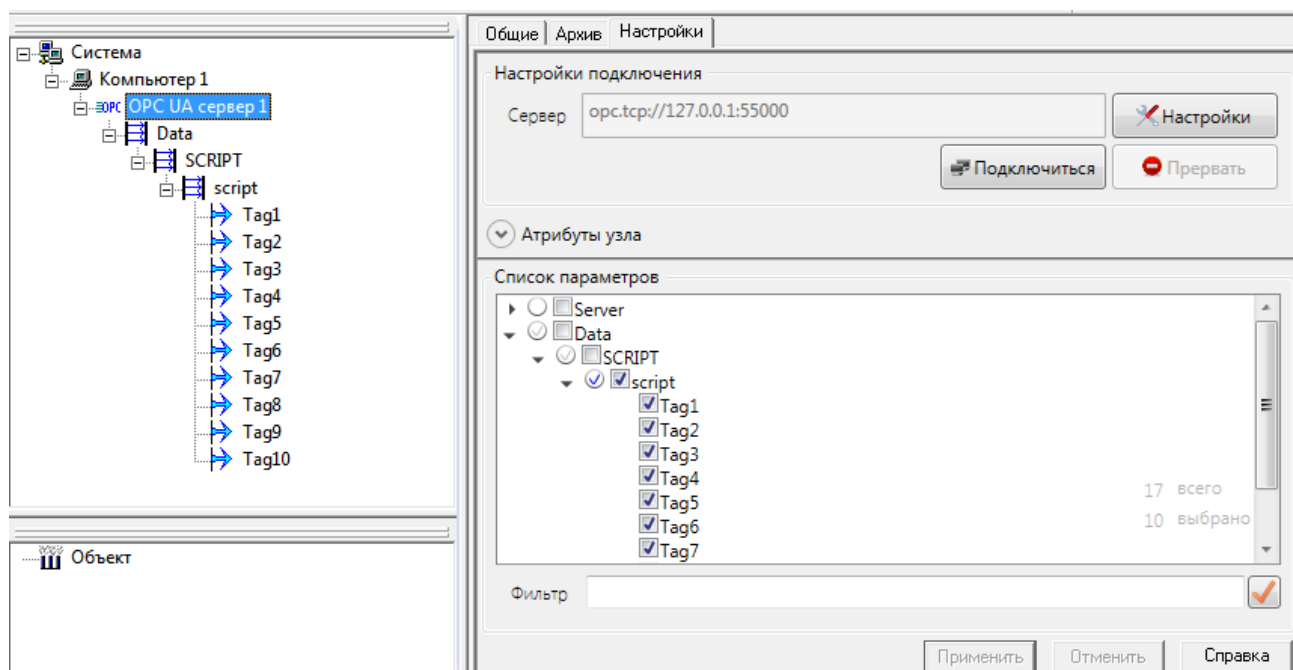 Система
Компьютер 1
OPC OPC UA сервер 1
Data
SCRIPT
script
Tag1
Tag2
Tag3
Tag4
Tag5
Tag6
Tag7
Tag8
Tag9
Tag10
Объект
Общие Архив Настройки
Настройки подключения
Сервер opc.tcp://127.0.0.1:55000 Настройки
Подключиться Прервать
Атрибуты узла
Список параметров
Server
Data
SCRIPT
script
Tag1
Tag2
Tag3
Tag4
Tag5
Tag6
Tag7
17 всего
10 выбрано
Фильтр
Применить Отменить Справка